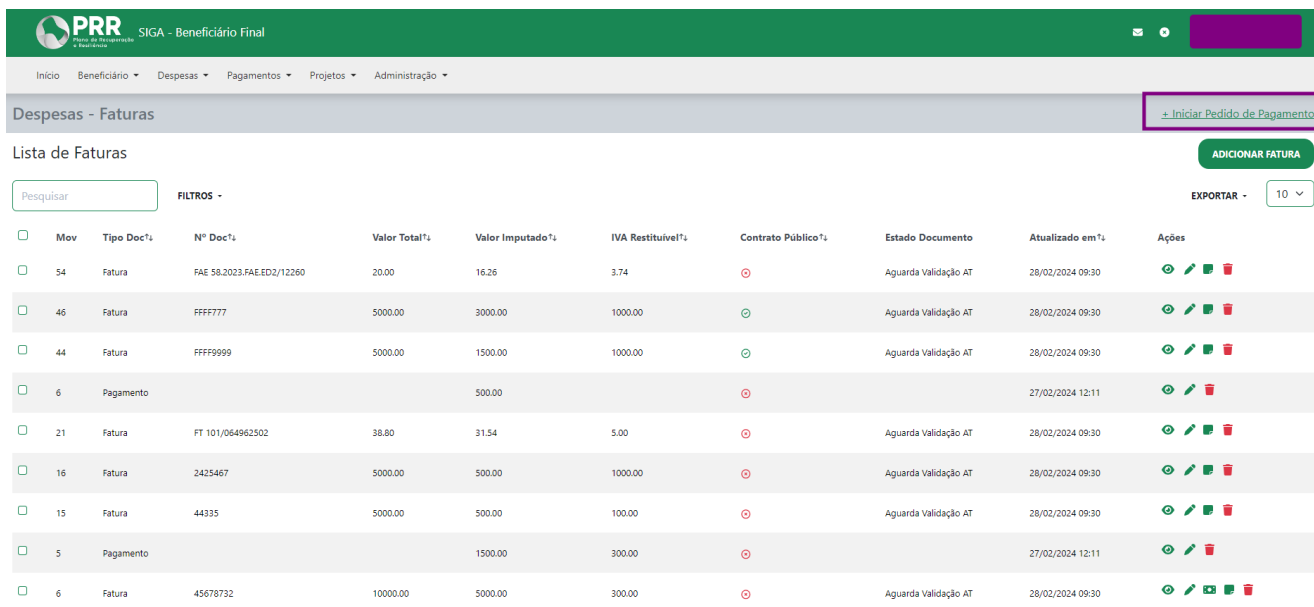 PRR
Plano de Recuperação
e Resiliência
SIGA - Beneficiário Final
Início Beneficiário Despesas Pagamentos Projetos Administração
Despesas - Faturas
+ Iniciar Pedido de Pagamento
Lista de Faturas
ADICIONAR FATURA
Pesquisar FILTROS EXPORTAR 10
Mov Tipo Doc↑↓ Nº Doc↑↓ Valor Total↑↓ Valor Imputado↑↓ IVA Restituível↑↓ Contrato Público↑↓ Estado Documento Atualizado em↑↓ Ações
54 Fatura FAE 58.2023.FAE.ED2/12260 20.00 16.26 3.74 Aguarda Validação AT 28/02/2024 09:30
46 Fatura FFFF777 5000.00 3000.00 1000.00 Aguarda Validação AT 28/02/2024 09:30
44 Fatura FFFF9999 5000.00 1500.00 1000.00 Aguarda Validação AT 28/02/2024 09:30
6 Pagamento 500.00 27/02/2024 12:11
21 Fatura FT 101/064962502 38.80 31.54 5.00 Aguarda Validação AT 28/02/2024 09:30
16 Fatura 2425467 5000.00 500.00 1000.00 Aguarda Validação AT 28/02/2024 09:30
15 Fatura 44335 5000.00 500.00 100.00 Aguarda Validação AT 28/02/2024 09:30
5 Pagamento 1500.00 300.00 27/02/2024 12:11
6 Fatura 45678732 10000.00 5000.00 300.00 Aguarda Validação AT 28/02/2024 09:30